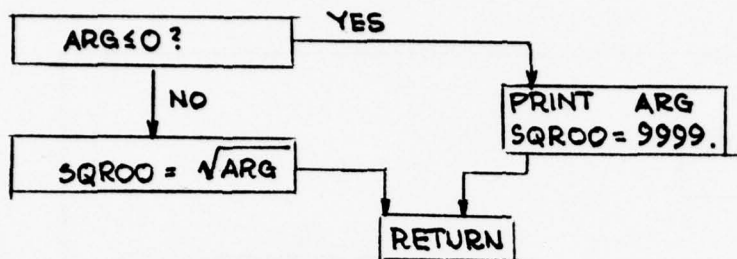 ARG≤0?
YES
NO
PRINT ARG
SQROO = 9999.
SQROO = √ARG
RETURN